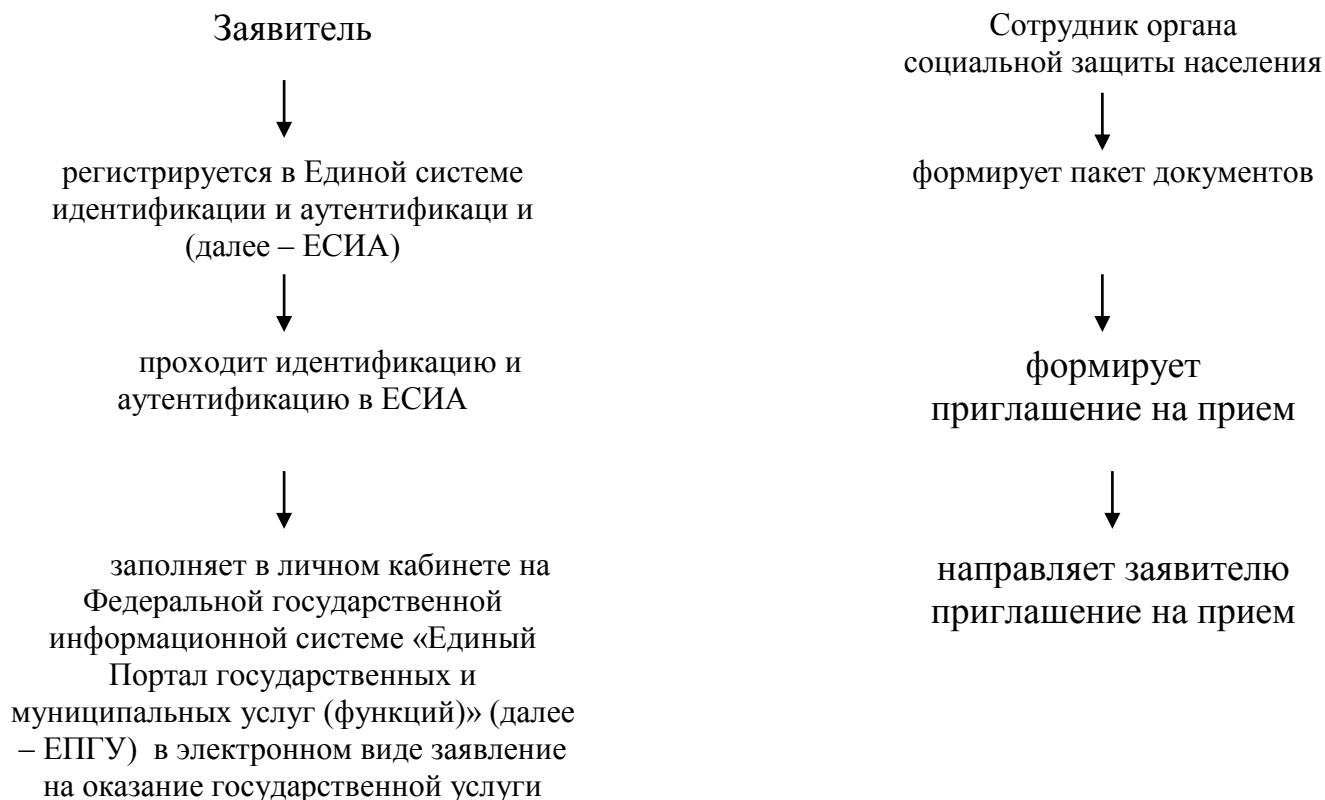 Заявитель
регистрируется в Единой системе
идентификации и аутентификаци и
(далее – ЕСИА)
проходит идентификацию и
аутентификацию в ЕСИА
заполняет в личном кабинете на
Федеральной государственной
информационной системе «Единый
Портал государственных и
муниципальных услуг (функций)» (далее
– ЕПГУ) в электронном виде заявление
на оказание государственной услуги
Сотрудник органа
социальной защиты населения
формирует пакет документов
формирует
приглашение на прием
направляет заявителю
приглашение на прием